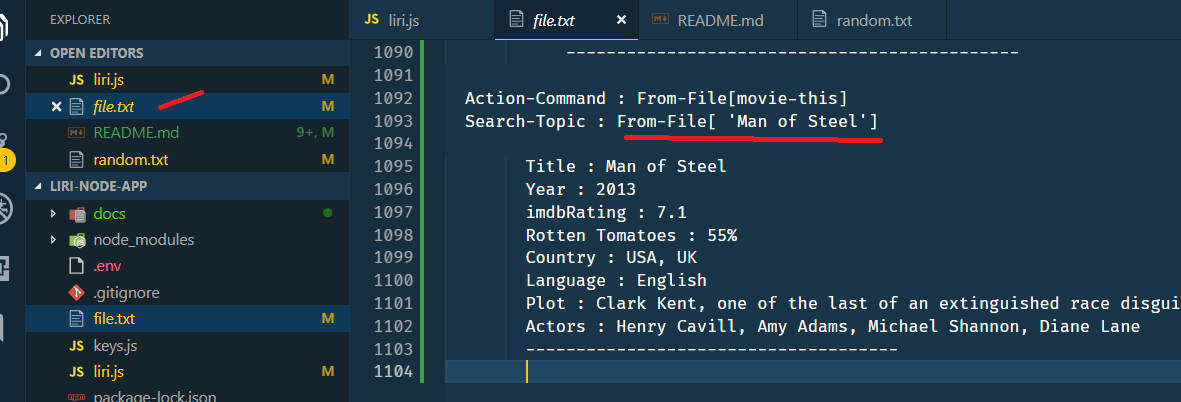 EXPLORER
OPEN EDITORS
JS liri.js M
file.txt M
README.md 9+, M
random.txt M
LIRI-NODE-APP
docs
node_modules
.env
.gitignore
file.txt M
JS keys.js
JS liri.js M
package-lock.json
1
JS liri.js
file.txt
README.md
random.txt
1090 ---------------------------------------------
1091
1092 Action-Command : From-File[movie-this]
1093 Search-Topic : From-File[ 'Man of Steel']
1094
1095 Title : Man of Steel
1096 Year : 2013
1097 imdbRating : 7.1
1098 Rotten Tomatoes : 55%
1099 Country : USA, UK
1100 Language : English
1101 Plot : Clark Kent, one of the last of an extinguished race disgui
1102 Actors : Henry Cavill, Amy Adams, Michael Shannon, Diane Lane
1103 -------------------------------------
1104